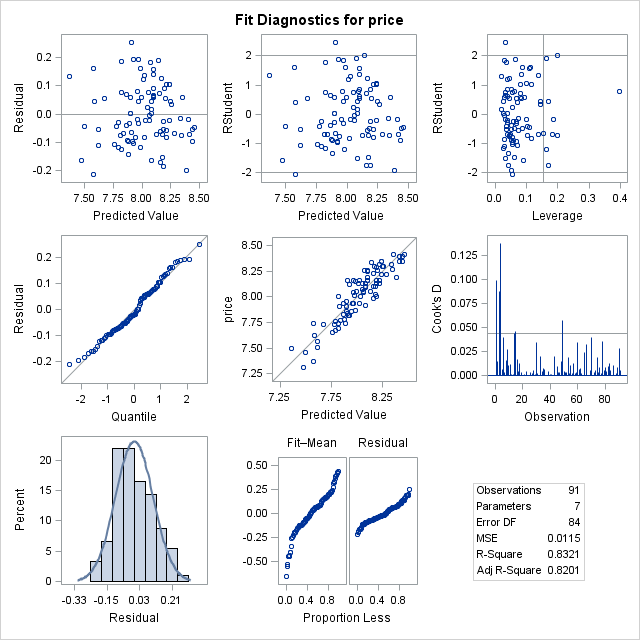 Fit Diagnostics for price
0.2
0.1
0.0
-0.1
-0.2
Residual
7.50 7.75 8.00 8.25 8.50
Predicted Value
2
1
0
-1
-2
RStudent
7.50 7.75 8.00 8.25 8.50
Predicted Value
2
1
0
-1
-2
RStudent
0.0 0.1 0.2 0.3 0.4
Leverage
0.2
0.1
0.0
-0.1
-0.2
Residual
-2 -1 0 1 2
Quantile
8.50
8.25
8.00
7.75
7.50
7.25
price
7.25 7.75 8.25
Predicted Value
0.125
0.100
0.075
0.050
0.025
0.000
Cook's D
0 20 40 60 80
Observation
20
15
10
5
0
Percent
-0.33 -0.15 0.03 0.21
Residual
Fit–Mean Residual
0.50
0.25
0.00
-0.25
-0.50
0.0 0.4 0.8 0.0 0.4 0.8
Proportion Less
Observations 91
Parameters 7
Error DF 84
MSE 0.0115
R-Square 0.8321
Adj R-Square 0.8201